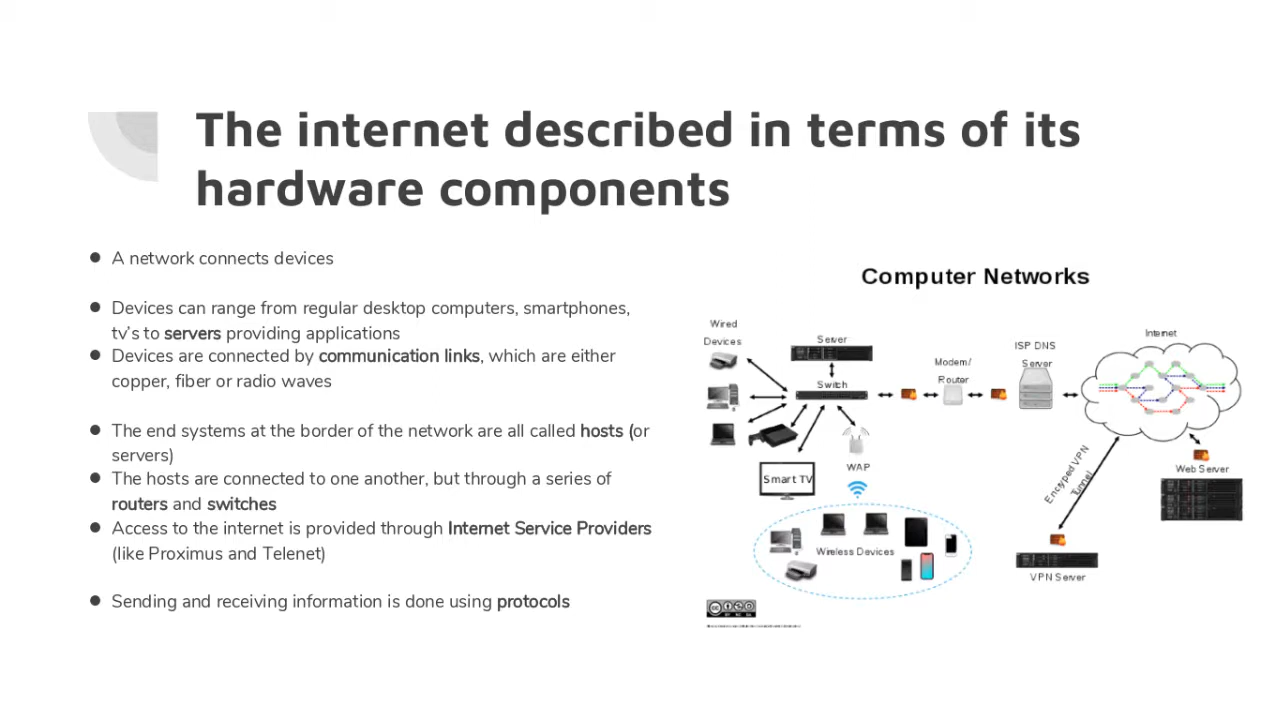 The internet described in terms of its
hardware components
A network connects devices
Devices can range from regular desktop computers, smartphones,
tv's to servers providing applications
Devices are connected by communication links, which are either
copper, fiber or radio waves
The end systems at the border of the network are all called hosts (or
servers)
The hosts are connected to one another, but through a series of
routers and switches
Access to the internet is provided through Internet Service Providers
(like Proximus and Telenet)
Sending and receiving information is done using protocols
Computer Networks
Wired
Devices
Server
Switch
Modem/
Router
ISP DNS
Server
Internet
WAP
Smart TV
Wireless Devices
Encryped VPN
Tunnel
Web Server
VPN Server
cc
BY NC SA